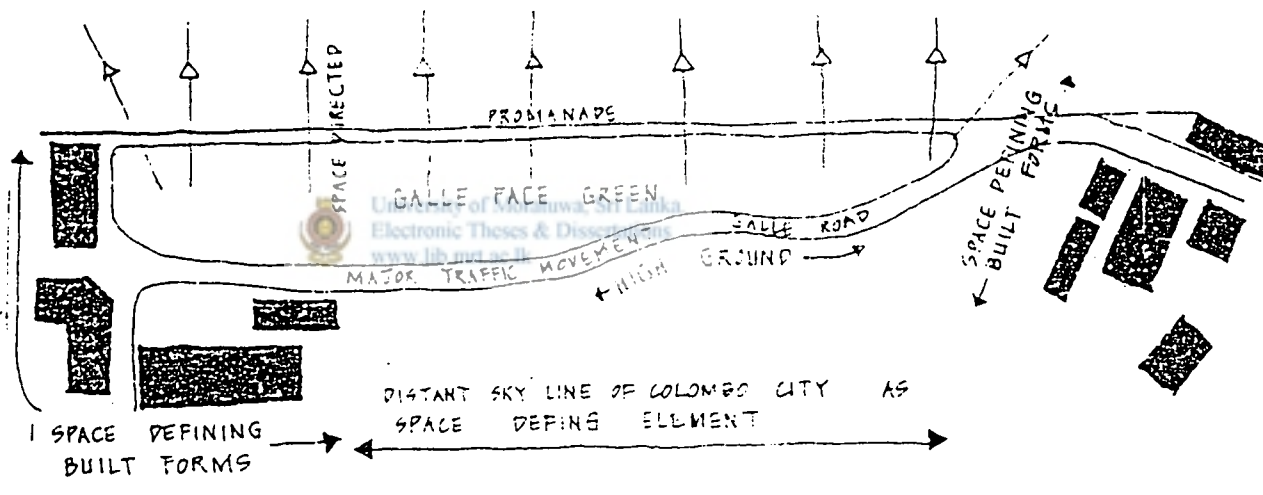 SPACE DIRECTED
PROMANADE
GALLE FACE GREEN
University of Moratuwa, Sri Lanka
Electronic Theses & Dissertations
www.lib.mrt.ac.lk
MAJOR TRAFFIC MOVEMENT
GALLE ROAD
HIGH GROUND
SPACE DEFINING
BUILT FORMS
DISTANT SKY LINE OF COLOMBO CITY AS
SPACE DEFING ELEMENT
SPACE DEFINING
BUILT FORMS